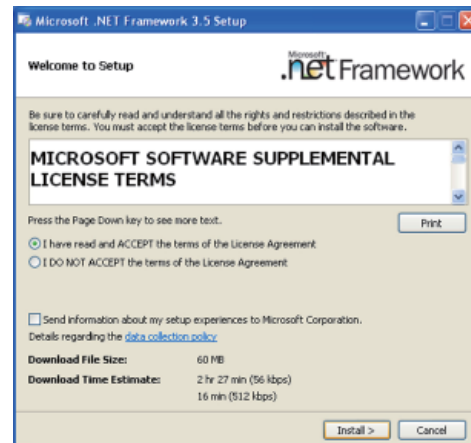 Microsoft .NET Framework 3.5 Setup
Welcome to Setup
Microsoft
.net Framework
Be sure to carefully read and understand all the rights and restrictions described in the
license terms. You must accept the license terms before you can install the software.
MICROSOFT SOFTWARE SUPPLEMENTAL
LICENSE TERMS
Press the Page Down key to see more text.
Print
I have read and ACCEPT the terms of the License Agreement
I DO NOT ACCEPT the terms of the License Agreement
Send information about my setup experiences to Microsoft Corporation.
Details regarding the data collection policy
Download File Size: 60 MB
Download Time Estimate: 2 hr 27 min (56 kbps)
16 min (512 kbps)
Install >
Cancel